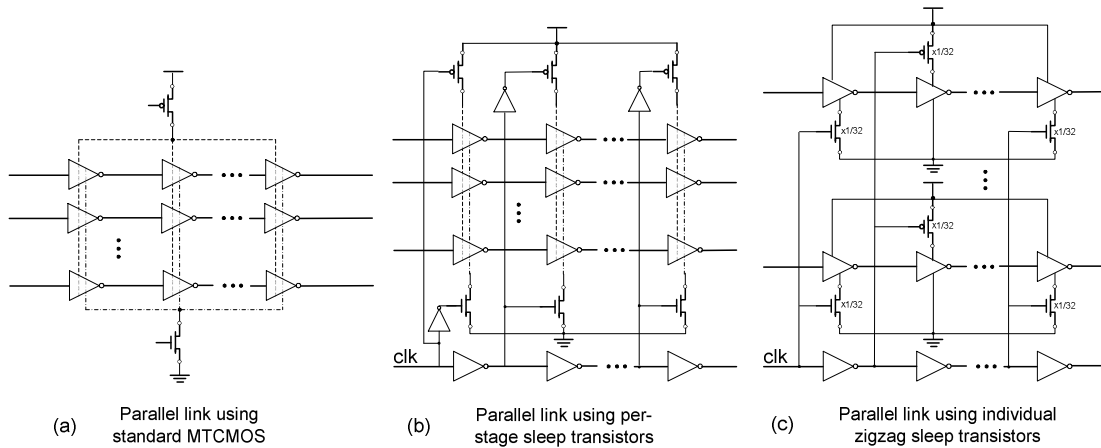 x1/32
x1/32
x1/32
x1/32
x1/32
x1/32
clk
clk
(a)
Parallel link using
standard MTCMOS
(b)
Parallel link using per-
stage sleep transistors
(c)
Parallel link using individual
zigzag sleep transistors